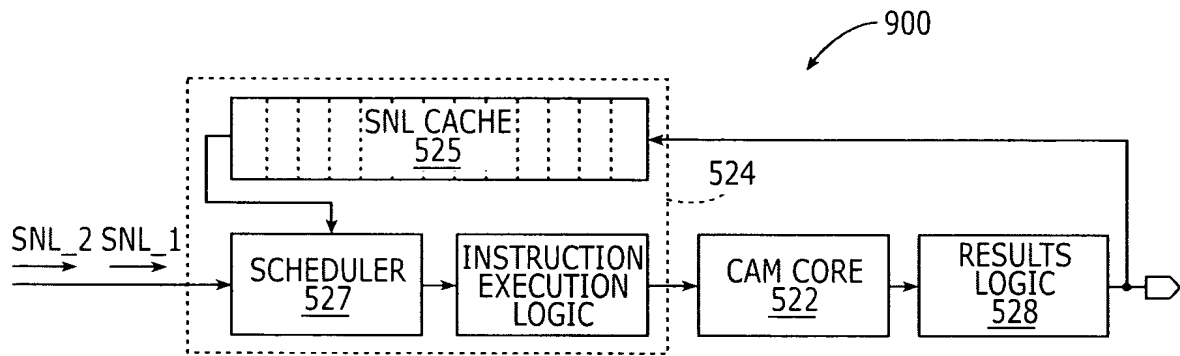 900
SNL CACHE
525
524
SNL_2 SNL_1
SCHEDULER
527
INSTRUCTION
EXECUTION
LOGIC
CAM CORE
522
RESULTS
LOGIC
528